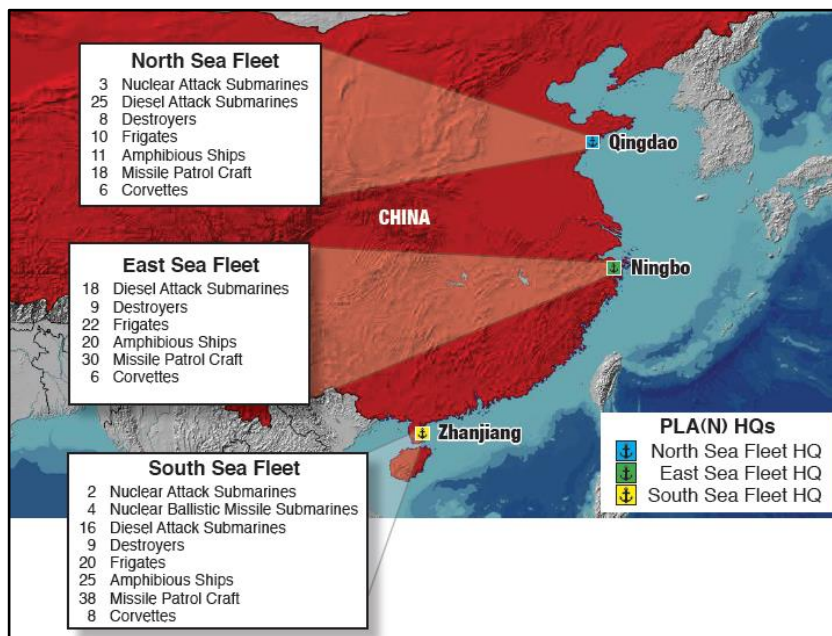 North Sea Fleet
3 Nuclear Attack Submarines
25 Diesel Attack Submarines
8 Destroyers
10 Frigates
11 Amphibious Ships
18 Missile Patrol Craft
6 Corvettes
Qingdao
CHINA
East Sea Fleet
18 Diesel Attack Submarines
9 Destroyers
22 Frigates
20 Amphibious Ships
30 Missile Patrol Craft
6 Corvettes
Ningbo
Zhanjiang
South Sea Fleet
2 Nuclear Attack Submarines
4 Nuclear Ballistic Missile Submarines
16 Diesel Attack Submarines
9 Destroyers
20 Frigates
25 Amphibious Ships
38 Missile Patrol Craft
8 Corvettes
PLA(N) HQs
North Sea Fleet HQ
East Sea Fleet HQ
South Sea Fleet HQ